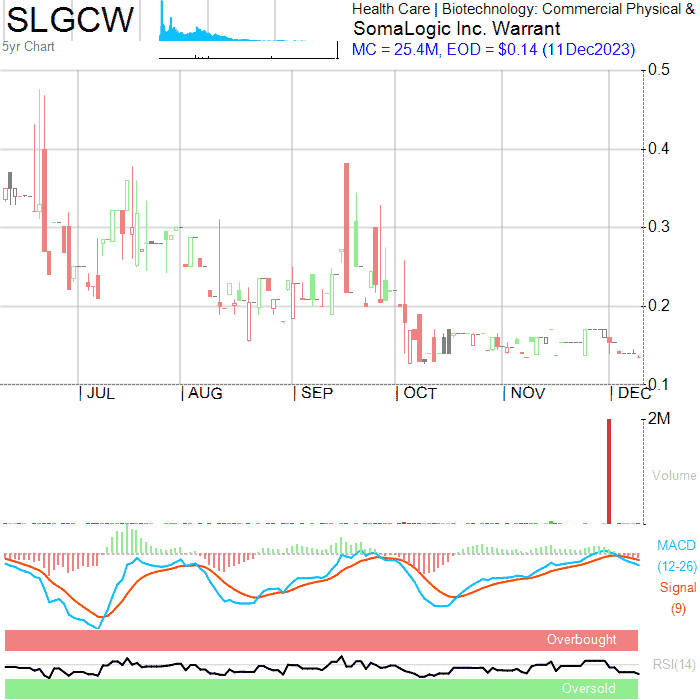 SLGCW
5yr Chart
Health Care | Biotechnology: Commercial Physical &
SomaLogic Inc. Warrant
MC = 25.4M, EOD = $0.14 (11Dec2023)
0.5
0.4
0.3
0.2
0.1
JUL AUG SEP OCT NOV DEC
2M
Volume
MACD
(12-26)
Signal
(9)
Overbought
RSI(14)
Oversold